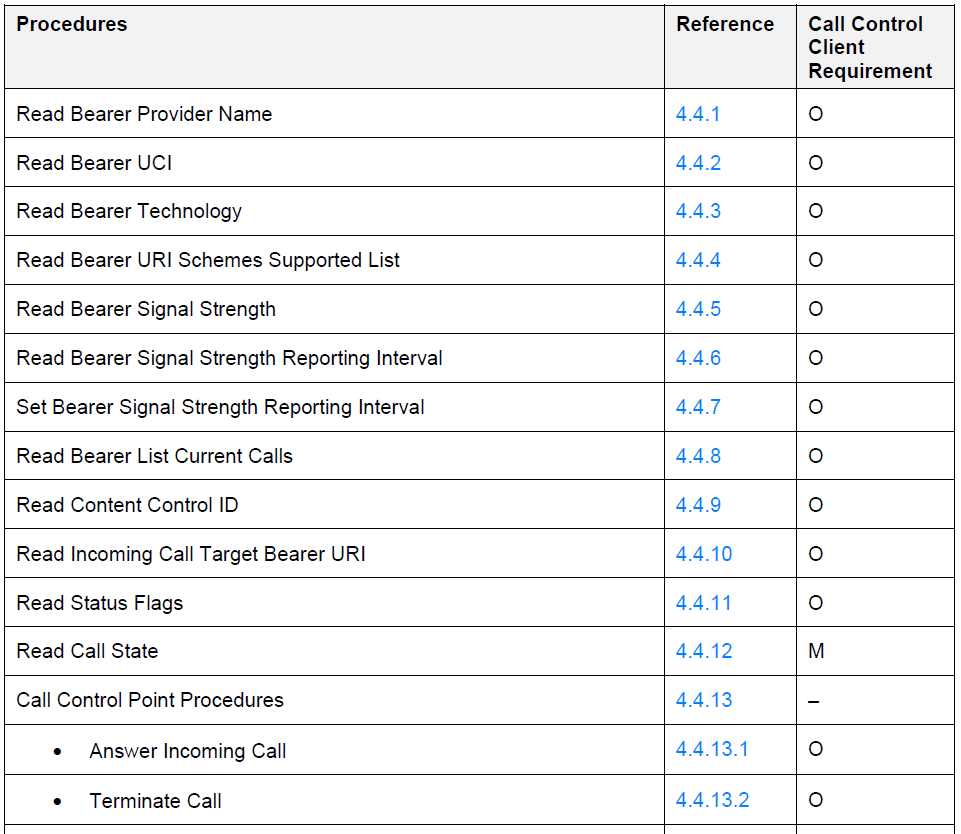 Procedures Reference Call Control
Client
Requirement
Read Bearer Provider Name 4.4.1 O
Read Bearer UCI 4.4.2 O
Read Bearer Technology 4.4.3 O
Read Bearer URI Schemes Supported List 4.4.4 O
Read Bearer Signal Strength 4.4.5 O
Read Bearer Signal Strength Reporting Interval 4.4.6 O
Set Bearer Signal Strength Reporting Interval 4.4.7 O
Read Bearer List Current Calls 4.4.8 O
Read Content Control ID 4.4.9 O
Read Incoming Call Target Bearer URI 4.4.10 O
Read Status Flags 4.4.11 O
Read Call State 4.4.12 M
Call Control Point Procedures 4.4.13 –
• Answer Incoming Call 4.4.13.1 O
• Terminate Call 4.4.13.2 O